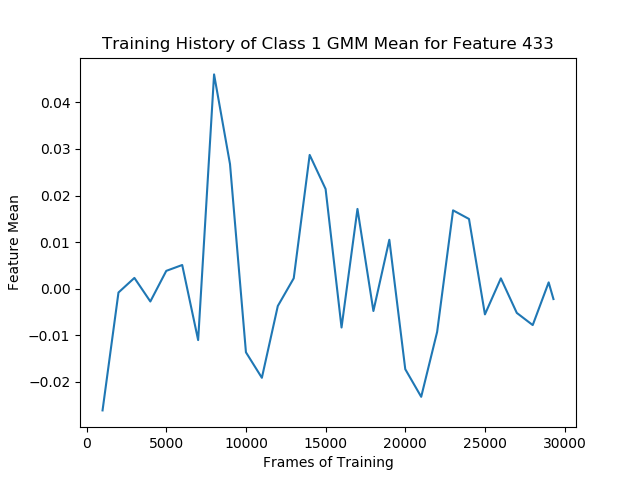 Training History of Class 1 GMM Mean for Feature 433
0.04
0.03
0.02
0.01
0.00
−0.01
−0.02
Feature Mean
0 5000 10000 15000 20000 25000 30000
Frames of Training